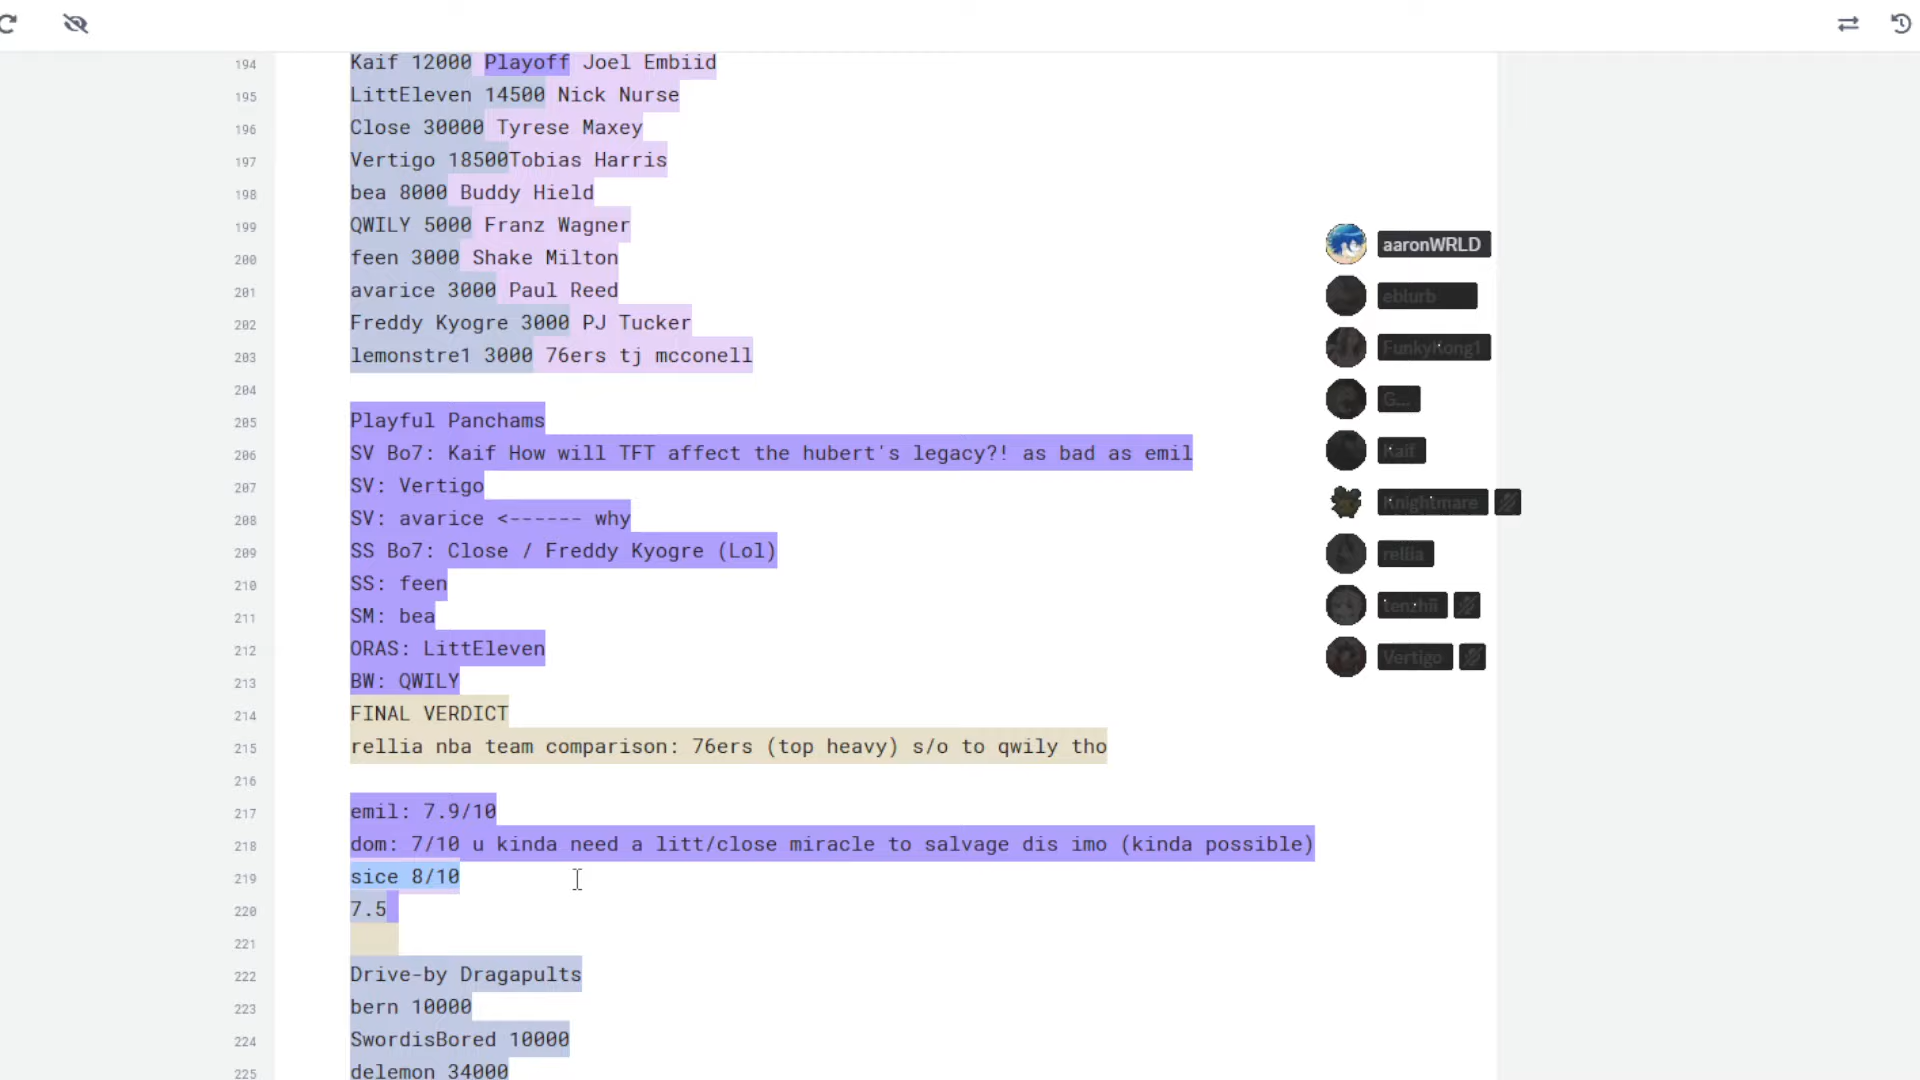 194 Kaif 12000 Playoff Joel Embiid
195 LittEleven 14500 Nick Nurse
196 Close 30000 Tyrese Maxey
197 Vertigo 18500Tobias Harris
198 bea 8000 Buddy Hield
199 QWILY 5000 Franz Wagner
200 feen 3000 Shake Milton
201 avarice 3000 Paul Reed
202 Freddy Kyogre 3000 PJ Tucker
203 lemonstre1 3000 76ers tj mcconell
204
205 Playful Panchams
206 SV Bo7: Kaif How will TFT affect the hubert's legacy?! as bad as emil
207 SV: Vertigo
208 SV: avarice <------ why
209 SS Bo7: Close / Freddy Kyogre (Lol)
210 SS: feen
211 SM: bea
212 ORAS: LittEleven
213 BW: QWILY
214 FINAL VERDICT
215 rellia nba team comparison: 76ers (top heavy) s/o to qwily tho
216
217 emil: 7.9/10
218 dom: 7/10 u kinda need a litt/close miracle to salvage dis imo (kinda possible)
219 sice 8/10
220 7.5
221
222 Drive-by Dragapults
223 bern 10000
224 SwordisBored 10000
225 delemon 34000
aaronWRLD
eblurb
FunkyKong1
G...
Kaif
Knightmare
rellia
tenzhii
Vertigo